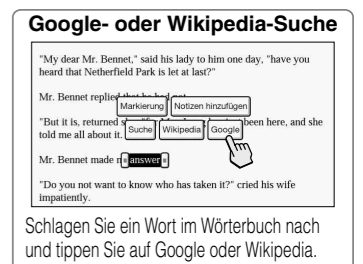 Google- oder Wikipedia-Suche
"My dear Mr. Bennet," said his lady to him one day, "have you
heard that Netherfield Park is let at last?"
Mr. Bennet replied that he had not.
Markierung Notizen hinzufügen
"But it is, returned been here, and she
Suche Wikipedia Google
told me all about it.
Mr. Bennet made n answer
"Do you not want to know who has taken it?" cried his wife
impatiently.
Schlagen Sie ein Wort im Wörterbuch nach
und tippen Sie auf Google oder Wikipedia.